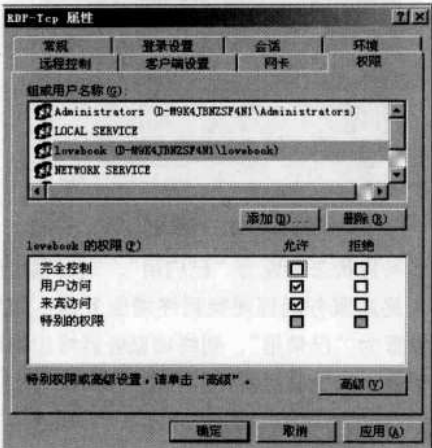 RDP-Tcp 属性
常规 登录设置 会话 环境
远程控制 客户端设置 网卡 权限
组或用户名称(G):
Administrators (D-W9K4JBNZSF4N1\Administrators)
LOCAL SERVICE
lovebook (D-W9K4JBNZSF4N1\lovebook)
NETWORK SERVICE
添加(D)... 删除(R)
lovebook 的权限(P) 允许 拒绝
完全控制
用户访问
来宾访问
特别的权限
特别权限或高级设置，请单击“高级”。
高级(V)
确定 取消 应用(A)